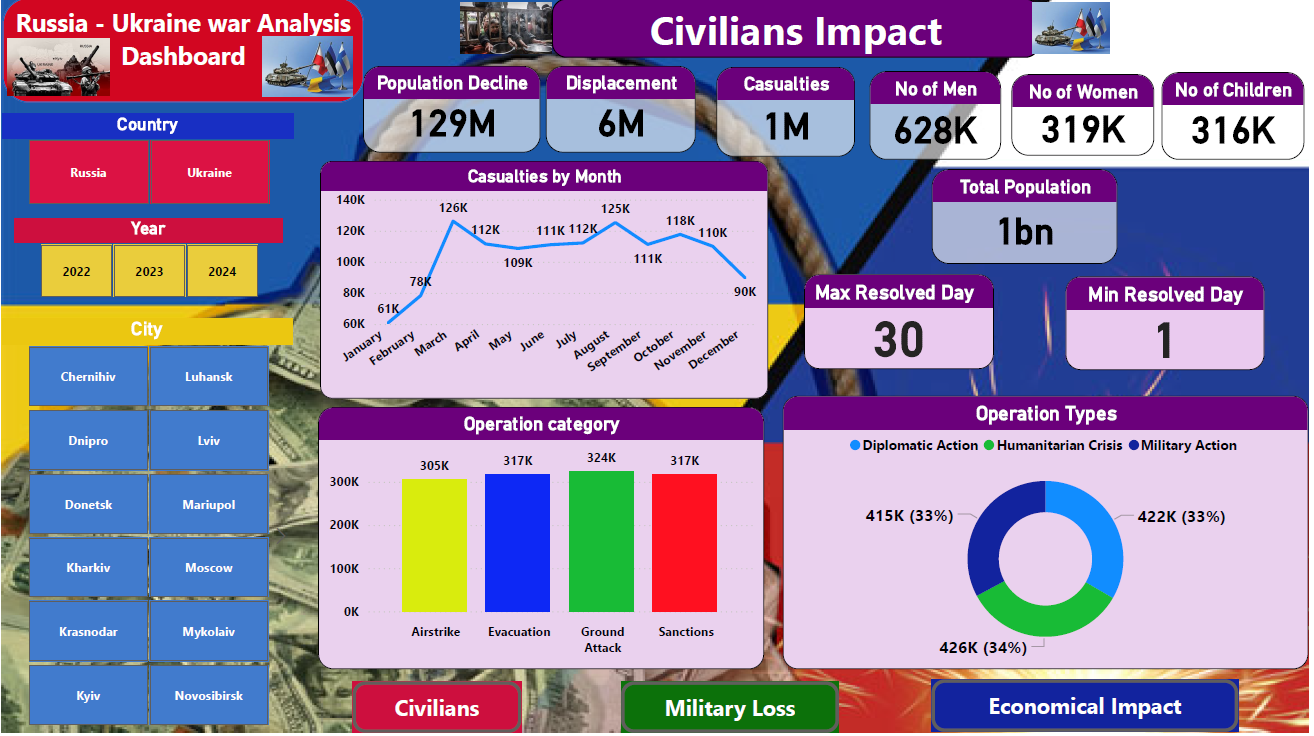 Russia - Ukraine war Analysis
Dashboard
Civilians Impact
Population Decline
129M
Displacement
6M
Casualties
1M
No of Men
628K
No of Women
319K
No of Children
316K
Country
Russia
Ukraine
Year
2022
2023
2024
City
Chernihiv
Luhansk
Dnipro
Lviv
Donetsk
Mariupol
Kharkiv
Moscow
Krasnodar
Mykolaiv
Kyiv
Novosibirsk
Casualties by Month
140K
120K
100K
80K
60K
61K
78K
126K
112K
109K
111K
112K
125K
111K
118K
110K
90K
January
February
March
April
May
June
July
August
September
October
November
December
Total Population
1bn
Max Resolved Day
30
Min Resolved Day
1
Operation category
300K
200K
100K
0K
305K
317K
324K
317K
Airstrike
Evacuation
Ground
Attack
Sanctions
Operation Types
Diplomatic Action
Humanitarian Crisis
Military Action
415K (33%)
422K (33%)
426K (34%)
Civilians
Military Loss
Economical Impact